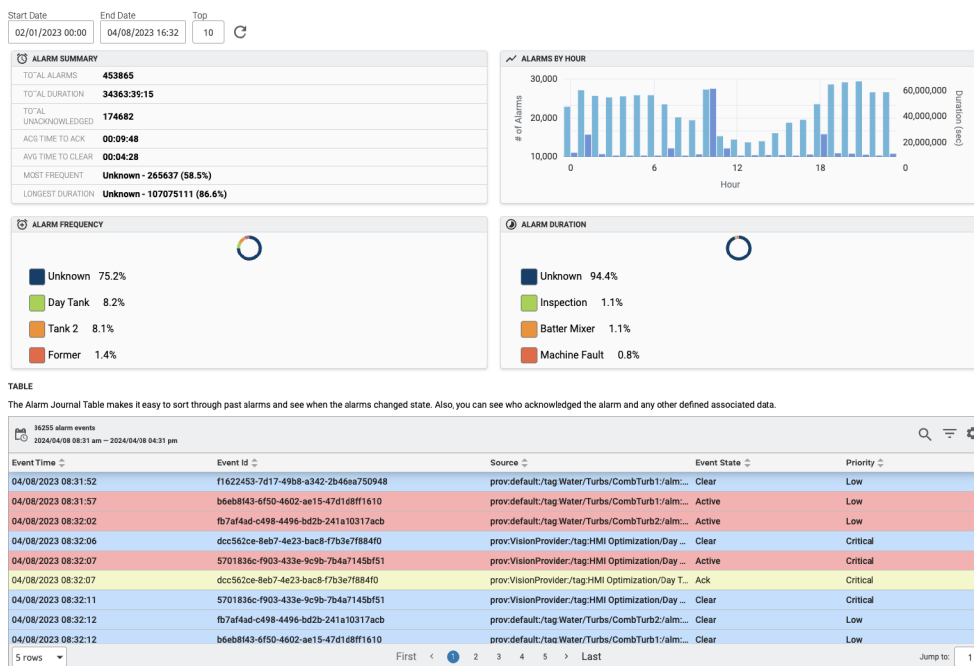 Start Date End Date Top
02/01/2023 00:00 04/08/2023 16:32 10
ALARM SUMMARY
TOTAL ALARMS 453865
TOTAL DURATION 34363:39:15
TOTAL
UNACKNOWLEDGED 174682
ACG TIME TO ACK 00:09:48
AVG TIME TO CLEAR 00:04:28
MOST FREQUENT Unknown - 265637 (58.5%)
LONGEST DURATION Unknown - 107075111 (86.6%)
ALARMS BY HOUR
# of Alarms
30,000
20,000
10,000
60,000,000
40,000,000
20,000,000
0
Duration (sec)
0 6 12 18
Hour
ALARM FREQUENCY
Unknown 75.2%
Day Tank 8.2%
Tank 2 8.1%
Former 1.4%
ALARM DURATION
Unknown 94.4%
Inspection 1.1%
Batter Mixer 1.1%
Machine Fault 0.8%
TABLE
The Alarm Journal Table makes it easy to sort through past alarms and see when the alarms changed state. Also, you can see who acknowledged the alarm and any other defined associated data.
36255 alarm events
2024/04/08 08:31 am — 2024/04/08 04:31 pm
Event Time Event Id Source Event State Priority
04/08/2023 08:31:52 f1622453-7d17-49b8-a342-2b46ea750948 prov:default:/tag:Water/Turbs/CombTurb1:/alm:... Clear Low
04/08/2023 08:31:57 b6eb8f43-6f50-4602-ae15-47d1d8ff1610 prov:default:/tag:Water/Turbs/CombTurb1:/alm:... Active Low
04/08/2023 08:32:02 fb7af4ad-c498-4496-bd2b-241a10317acb prov:default:/tag:Water/Turbs/CombTurb2:/alm:... Active Low
04/08/2023 08:32:06 dcc562ce-8eb7-4e23-bac8-f7b3e7f884f0 prov:VisionProvider:/tag:HMI Optimization/Day ... Clear Critical
04/08/2023 08:32:07 5701836c-f903-433e-9c9b-7b4a7145bf51 prov:VisionProvider:/tag:HMI Optimization/Day ... Active Critical
04/08/2023 08:32:07 dcc562ce-8eb7-4e23-bac8-f7b3e7f884f0 prov:VisionProvider:/tag:HMI Optimization/Day T... Ack Critical
04/08/2023 08:32:11 5701836c-f903-433e-9c9b-7b4a7145bf51 prov:VisionProvider:/tag:HMI Optimization/Day ... Clear Critical
04/08/2023 08:32:12 fb7af4ad-c498-4496-bd2b-241a10317acb prov:default:/tag:Water/Turbs/CombTurb2:/alm:... Clear Low
04/08/2023 08:32:12 b6eb8f43-6f50-4602-ae15-47d1d8ff1610 prov:default:/tag:Water/Turbs/CombTurb1:/alm:... Clear Low
5 rows First < 1 2 3 4 5 > Last Jump to: 1